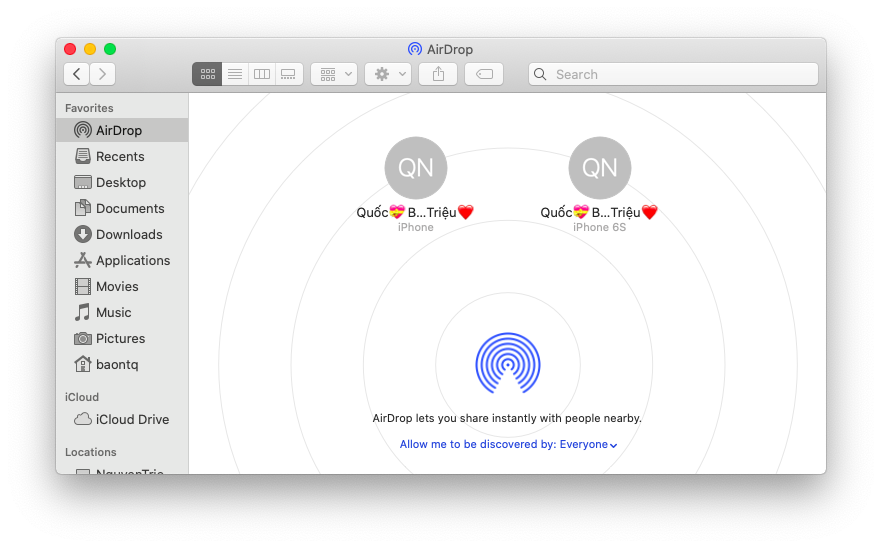 AirDrop
Search
Favorites
AirDrop
Recents
Desktop
Documents
Downloads
Applications
Movies
Music
Pictures
baontq
iCloud
iCloud Drive
Locations
NguyenTrie...
QN
Quốc💝 B...Triệu❤️
iPhone
QN
Quốc💝 B...Triệu❤️
iPhone 6S
AirDrop lets you share instantly with people nearby.
Allow me to be discovered by: Everyone